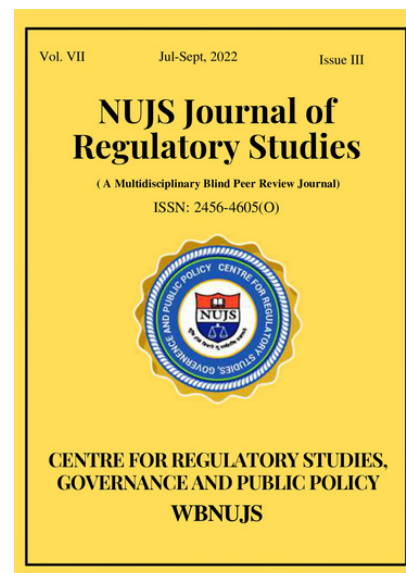 Vol. VII Jul-Sept, 2022 Issue III
NUJS Journal of
Regulatory Studies
( A Multidisciplinary Blind Peer Review Journal)
ISSN: 2456-4605(O)
CENTRE FOR REGULATORY STUDIES, GOVERNENCE AND PUBLIC POLICY
NUJS
CENTRE FOR REGULATORY STUDIES,
GOVERNANCE AND PUBLIC POLICY
WBNUJS